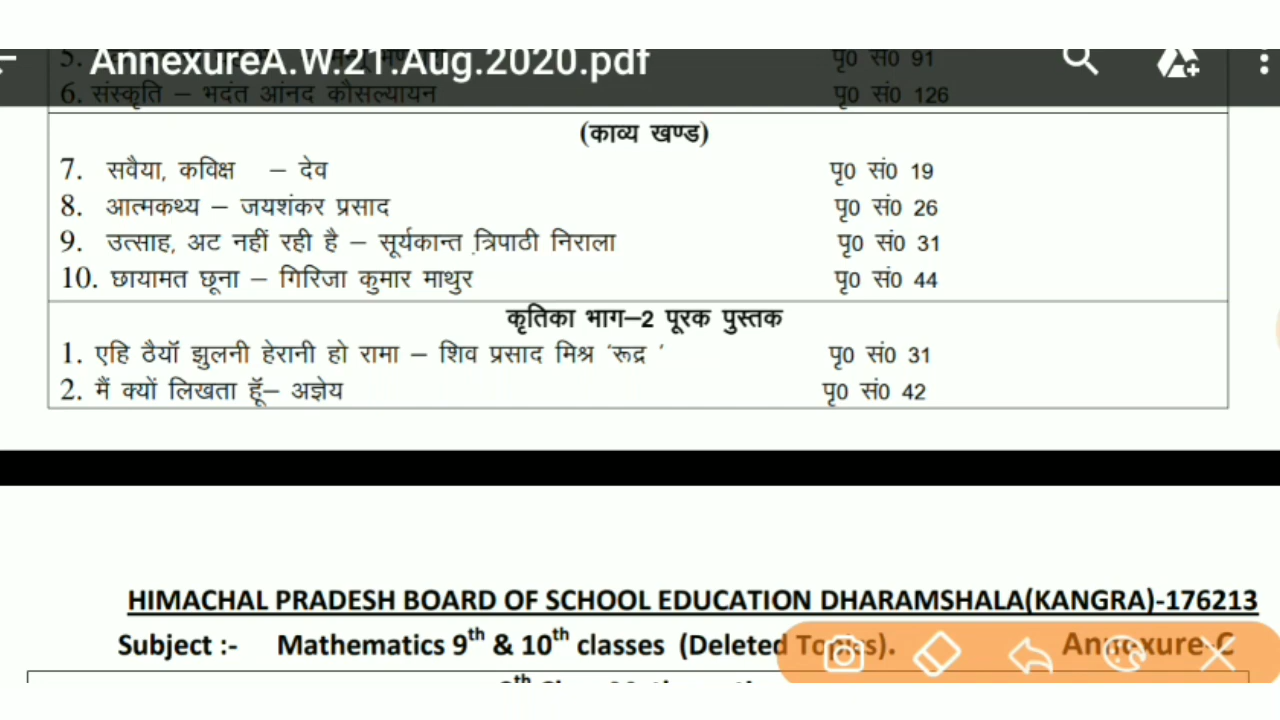 AnnexureA.W.21.Aug.2020.pdf
5. पृ0 सं0 91
6. संस्कृति – भदंत आंनद कौसल्यायन पृ0 सं0 126
(काव्य खण्ड)
7. सवैया, कविक्ष – देव पृ0 सं0 19
8. आत्मकथ्य – जयशंकर प्रसाद पृ0 सं0 26
9. उत्साह, अट नहीं रही है – सूर्यकान्त त्रिपाठी निराला पृ0 सं0 31
10. छायामत छूना – गिरिजा कुमार माथुर पृ0 सं0 44
कृतिका भाग–2 पूरक पुस्तक
1. एहि ठैयॉ झुलनी हेरानी हो रामा – शिव प्रसाद मिश्र ‘रूद्र ’ पृ0 सं0 31
2. मैं क्यों लिखता हूॅ– अज्ञेय पृ0 सं0 42
HIMACHAL PRADESH BOARD OF SCHOOL EDUCATION DHARAMSHALA(KANGRA)-176213
Subject :- Mathematics 9th & 10th classes (Deleted Topics). Annexure-C